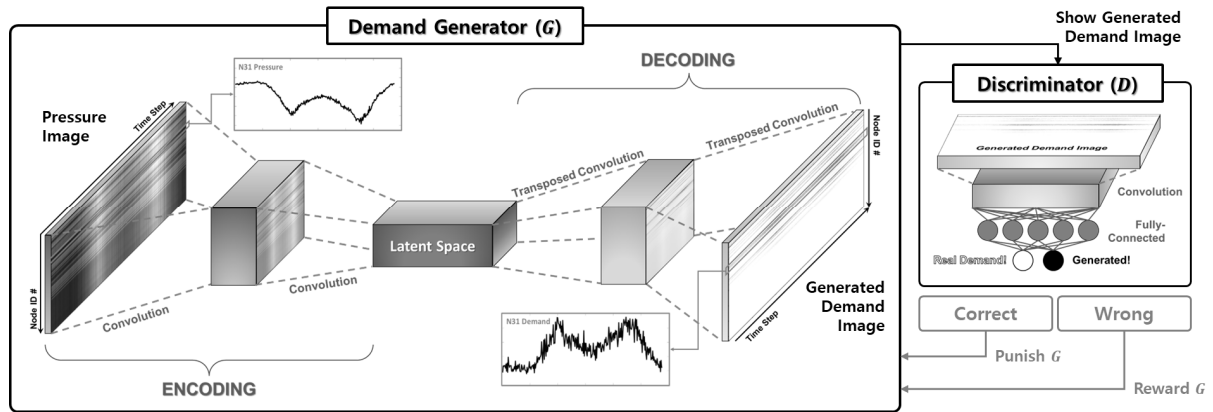 Demand Generator (G)
Show Generated
Demand Image
N31 Pressure
DECODING
Discriminator (D)
Pressure
Image
Time Step
Node ID #
Transposed Convolution
Transposed Convolution
Generated Demand Image
Convolution
Latent Space
Fully-
Connected
Real Demand!
Generated!
Node ID #
Convolution
Convolution
Generated
Demand
Image
Time Step
N31 Demand
Correct
Wrong
Punish G
Reward G
ENCODING